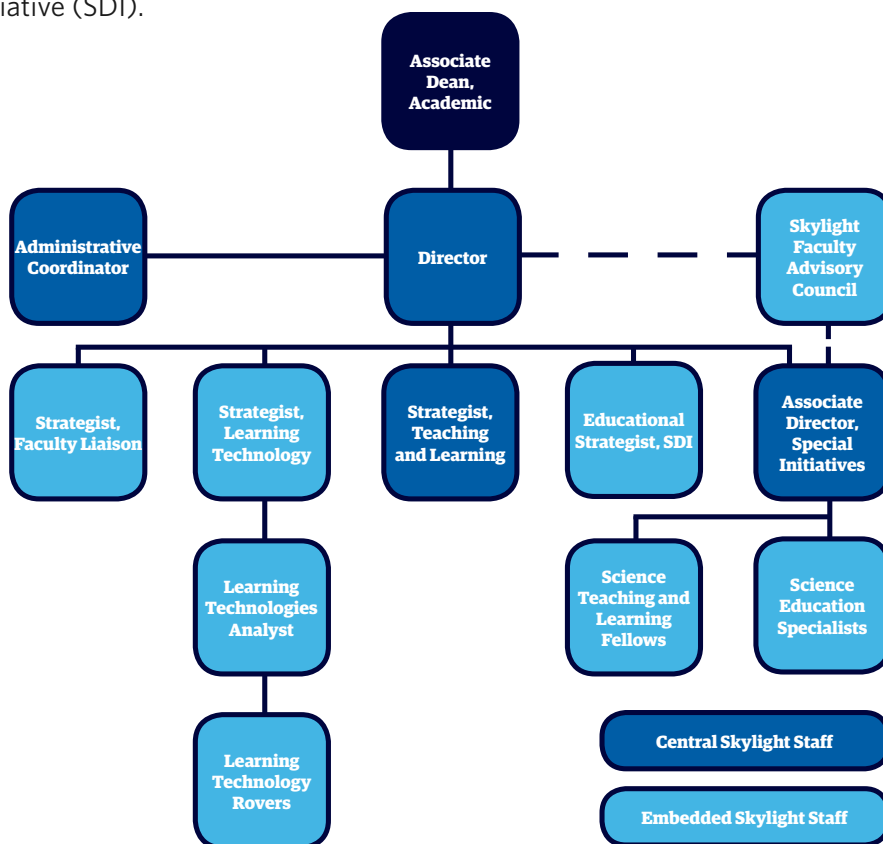 iative (SDI).
Associate
Dean,
Academic
Administrative
Coordinator
Director
Skylight
Faculty
Advisory
Council
Strategist,
Faculty Liaison
Strategist,
Learning
Technology
Strategist,
Teaching
and Learning
Educational
Strategist, SDI
Associate
Director,
Special
Initiatives
Learning
Technologies
Analyst
Science
Teaching and
Learning
Fellows
Science
Education
Specialists
Learning
Technology
Rovers
Central Skylight Staff
Embedded Skylight Staff